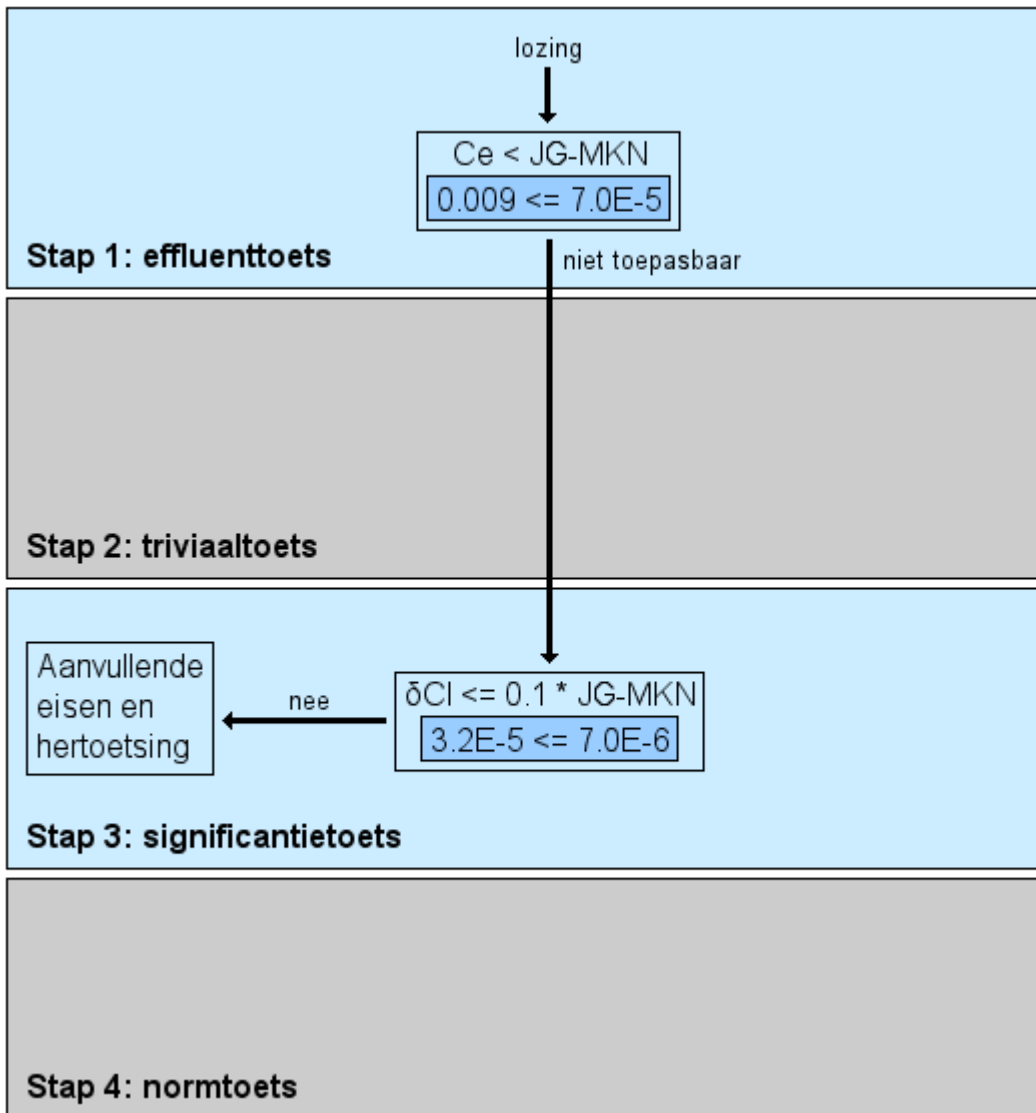 lozing
Ce < JG-MKN
0.009 <= 7.0E-5
Stap 1: effluenttoets
niet toepasbaar
Stap 2: triviaaltoets
Aanvullende
eisen en
hertoetsing
nee
δCl <= 0.1 * JG-MKN
3.2E-5 <= 7.0E-6
Stap 3: significantietoets
Stap 4: normtoets